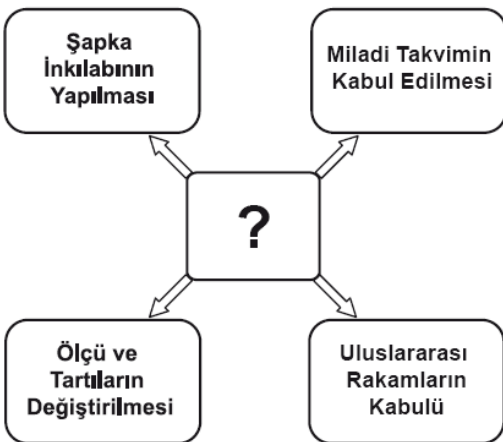 Şapka
İnkılabının
Yapılması
Miladi Takvimin
Kabul Edilmesi
?
Ölçü ve
Tartıların
Değiştirilmesi
Uluslararası
Rakamların
Kabulü